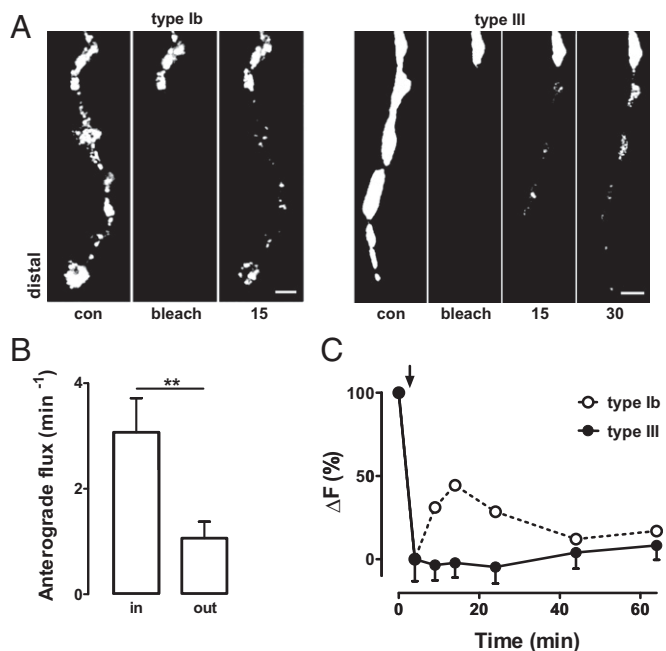 A
type Ib
type III
distal
con
bleach
15
con
bleach
15
30
B
Anterograde flux (min⁻¹)
4
2
0
**
in
out
C
ΔF (%)
100
50
0
type Ib
type III
0
20
40
60
Time (min)